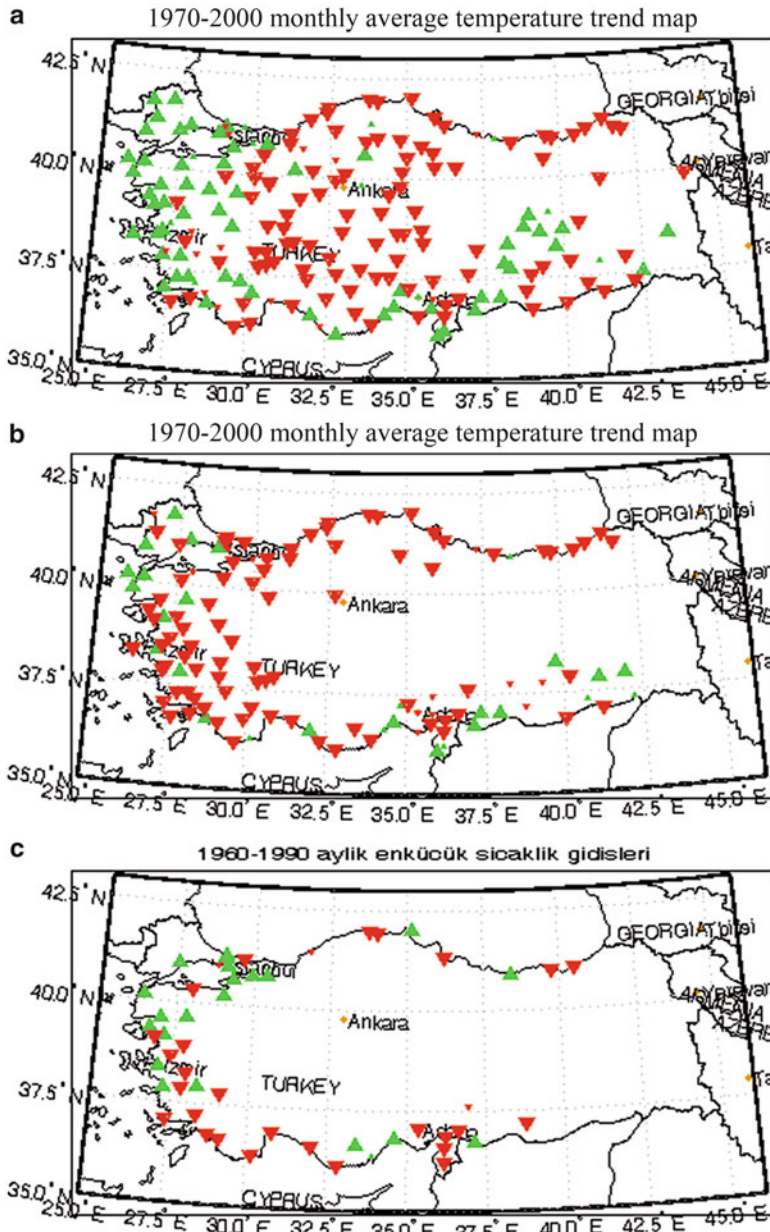 a
1970-2000 monthly average temperature trend map
42.5° N
40.0° N
37.5° N
35.0° N
25.0° E
27.5° E
30.0° E
32.5° E
35.0° E
37.5° E
40.0° E
42.5° E
45.0° E
GEORGIA
Ankara
TURKEY
CYPRUS
b
1970-2000 monthly average temperature trend map
42.5° N
40.0° N
37.5° N
35.0° N
25.0° E
27.5° E
30.0° E
32.5° E
35.0° E
37.5° E
40.0° E
42.5° E
45.0° E
GEORGIA
Ankara
TURKEY
CYPRUS
c
1960-1990 aylik enkücük sicaklik gidisleri
42.5° N
40.0° N
37.5° N
35.0° N
25.0° E
27.5° E
30.0° E
32.5° E
35.0° E
37.5° E
40.0° E
42.5° E
45.0° E
GEORGIA
Ankara
TURKEY
CYPRUS